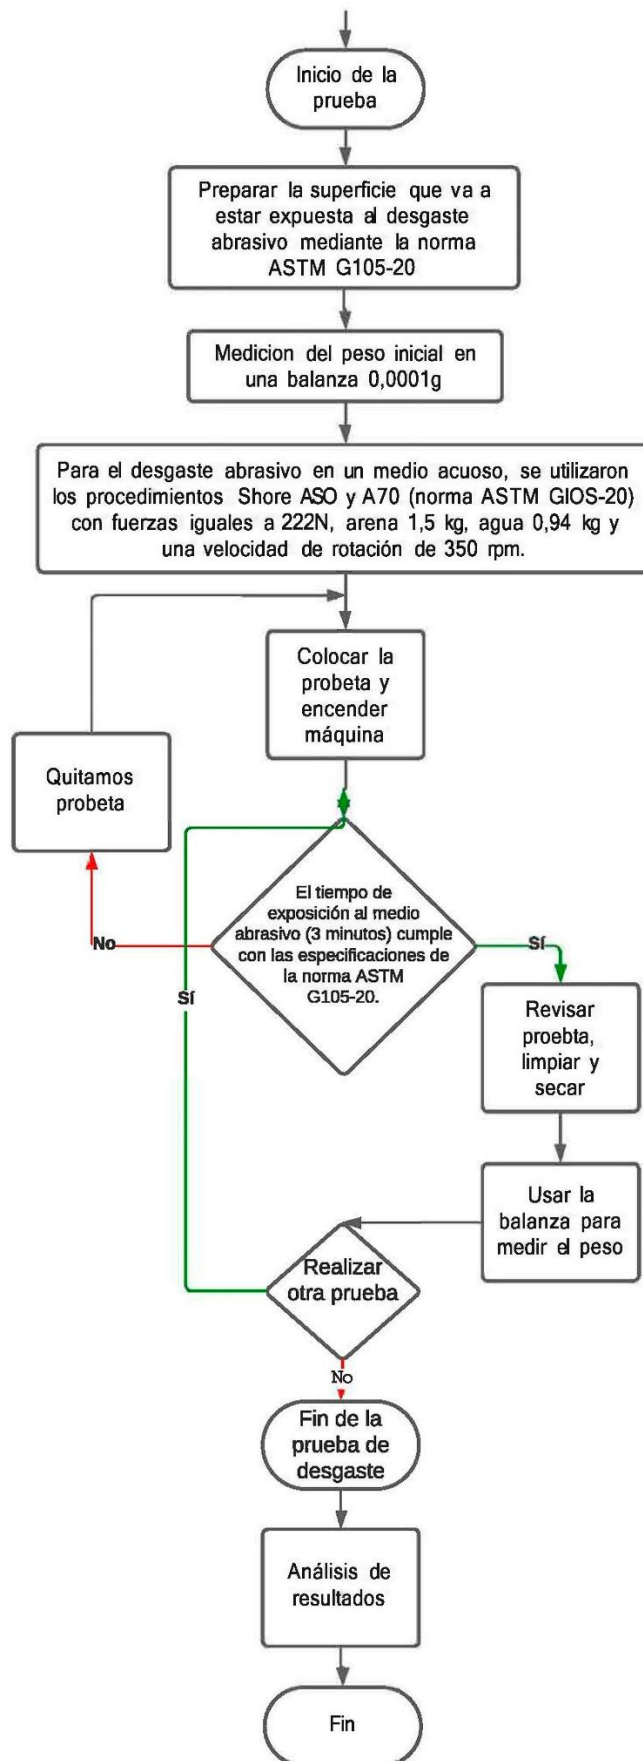 Inicio de la
prueba
Preparar la superficie que va a
estar expuesta al desgaste
abrasivo mediante la norma
ASTM G105-20
Medicion del peso inicial en
una balanza 0,0001g
Para el desgaste abrasivo en un medio acuoso, se utilizaron
los procedimientos Shore ASO y A70 (norma ASTM GIOS-20)
con fuerzas iguales a 222N, arena 1,5 kg, agua 0,94 kg y
una velocidad de rotación de 350 rpm.
Colocar la
probeta y
encender
máquina
Quitamos
probeta
El tiempo de
exposición al medio
abrasivo (3 minutos) cumple
con las especificaciones de
la norma ASTM
G105-20.
No
Sí
Sí
Revisar
proebta,
limpiar y
secar
Usar la
balanza para
medir el peso
Realizar
otra prueba
No
Fin de la
prueba de
desgaste
Análisis de
resultados
Fin